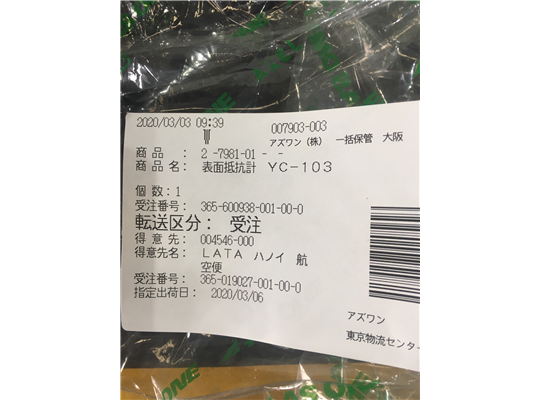 2020/03/03 09:39
007903-003
アズワン（株） 一括保管 大阪
商 品 ： 2 -7981-01- - -
商 品 名： 表面抵抗計 YC-103
個 数：1
受注番号： 365-600938-001-00-0
転送区分： 受注
得 意 先： 004546-000
得意先名： LATA ハノイ 航
空便
受注番号： 365-019027-001-00-0
指定出荷日： 2020/03/06
アズワン
東京物流センター
AS ONE